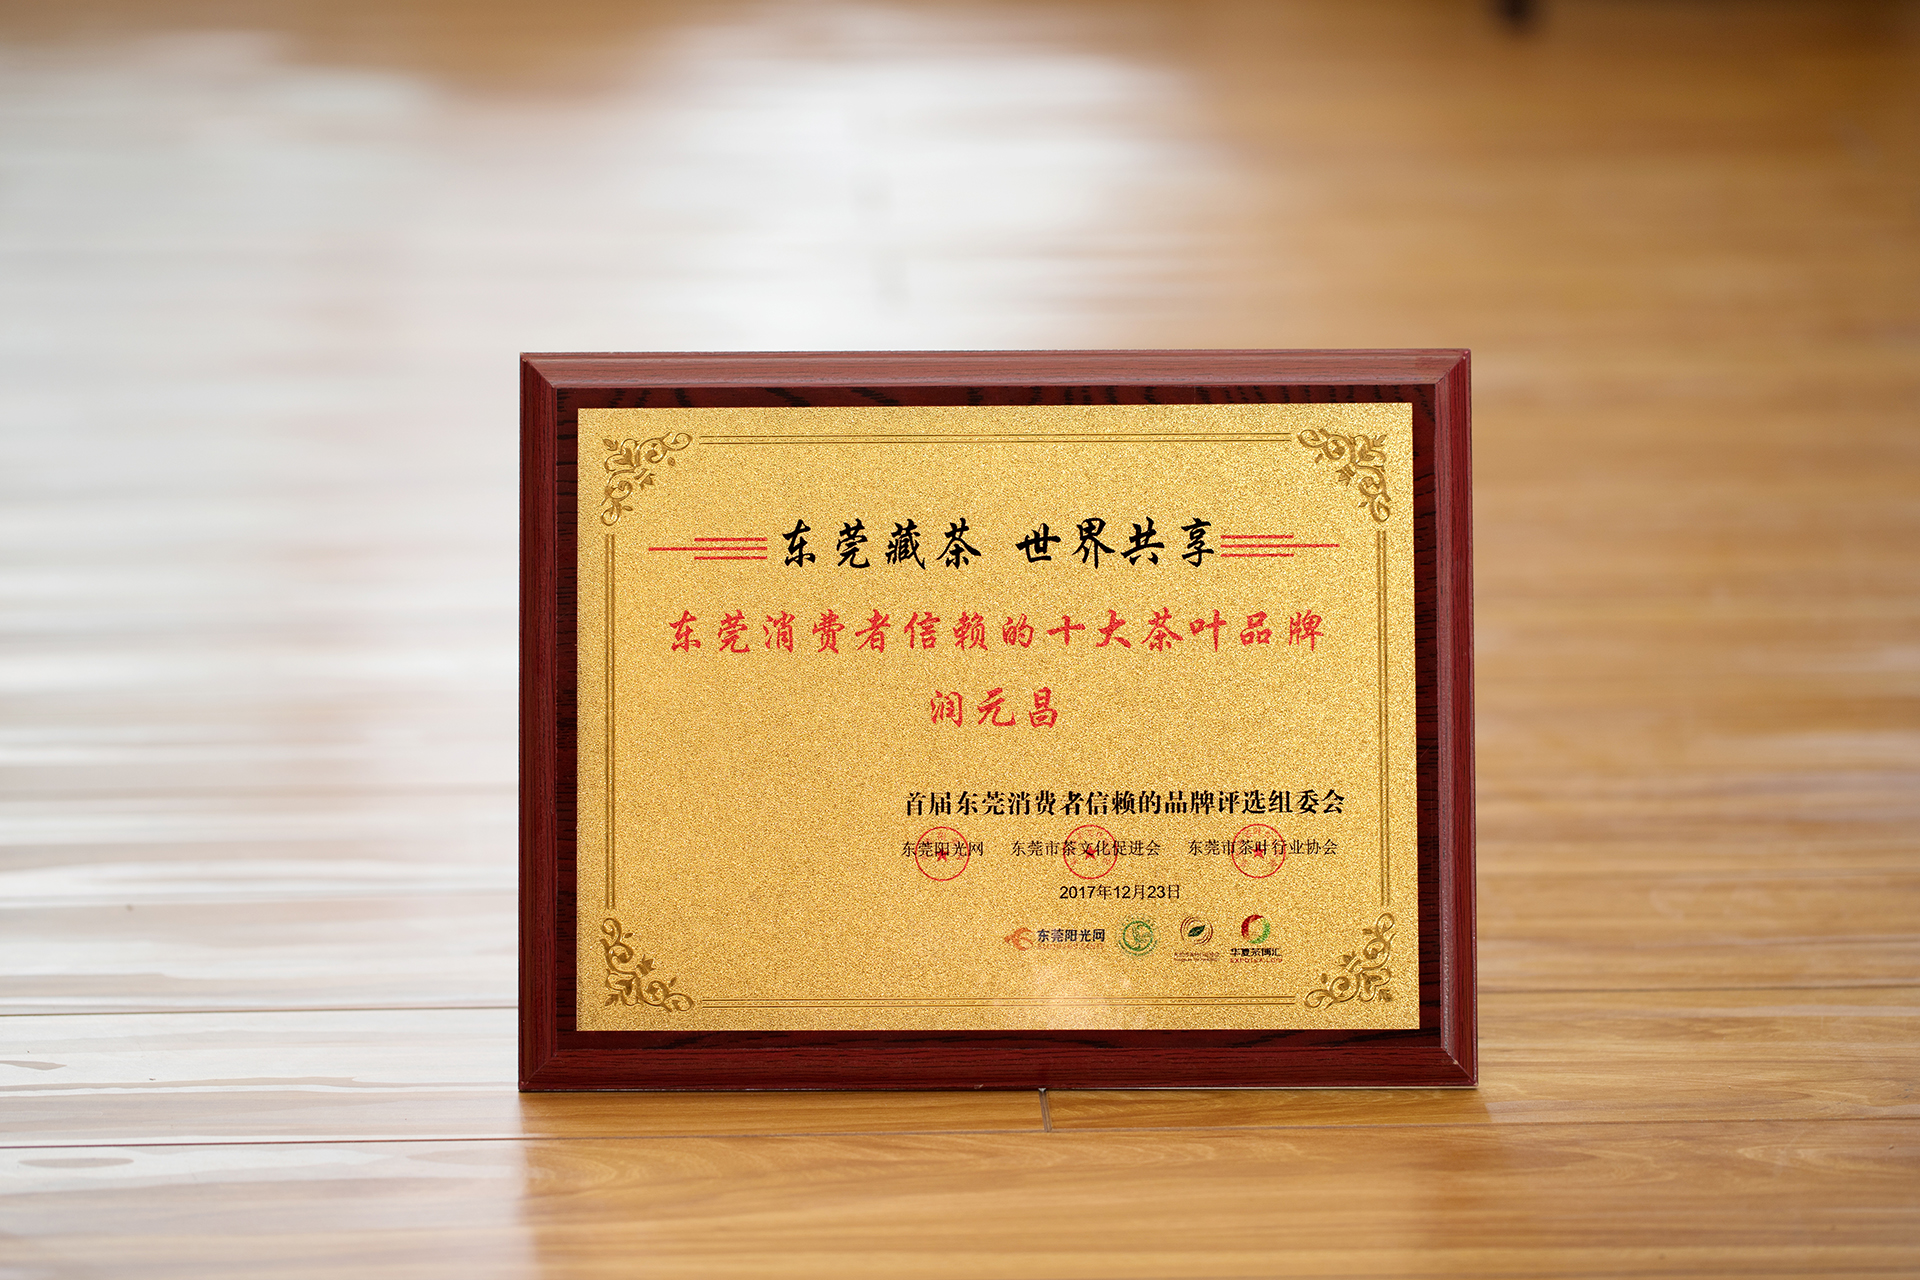 东莞藏茶 世界共享
东莞消费者信赖的十大茶叶品牌
润元昌
首届东莞消费者信赖的品牌评选组委会
东莞阳光网 东莞市茶文化促进会 东莞市茶叶行业协会
2017年12月23日
东莞阳光网
华夏茶博汇